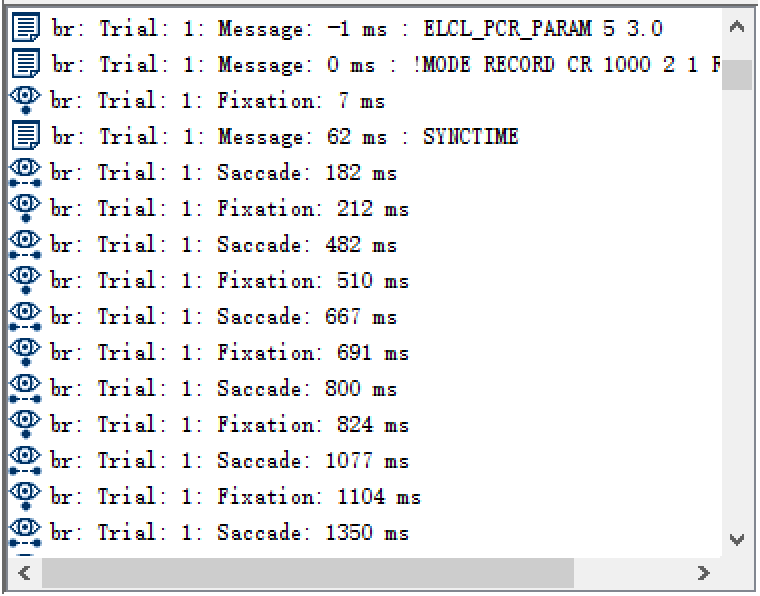 br: Trial: 1: Message: -1 ms : ELCL_PCR_PARAM 5 3.0
br: Trial: 1: Message: 0 ms : !MODE RECORD CR 1000 2 1
br: Trial: 1: Fixation: 7 ms
br: Trial: 1: Message: 62 ms : SYNCTIME
br: Trial: 1: Saccade: 182 ms
br: Trial: 1: Fixation: 212 ms
br: Trial: 1: Saccade: 482 ms
br: Trial: 1: Fixation: 510 ms
br: Trial: 1: Saccade: 667 ms
br: Trial: 1: Fixation: 691 ms
br: Trial: 1: Saccade: 800 ms
br: Trial: 1: Fixation: 824 ms
br: Trial: 1: Saccade: 1077 ms
br: Trial: 1: Fixation: 1104 ms
br: Trial: 1: Saccade: 1350 ms